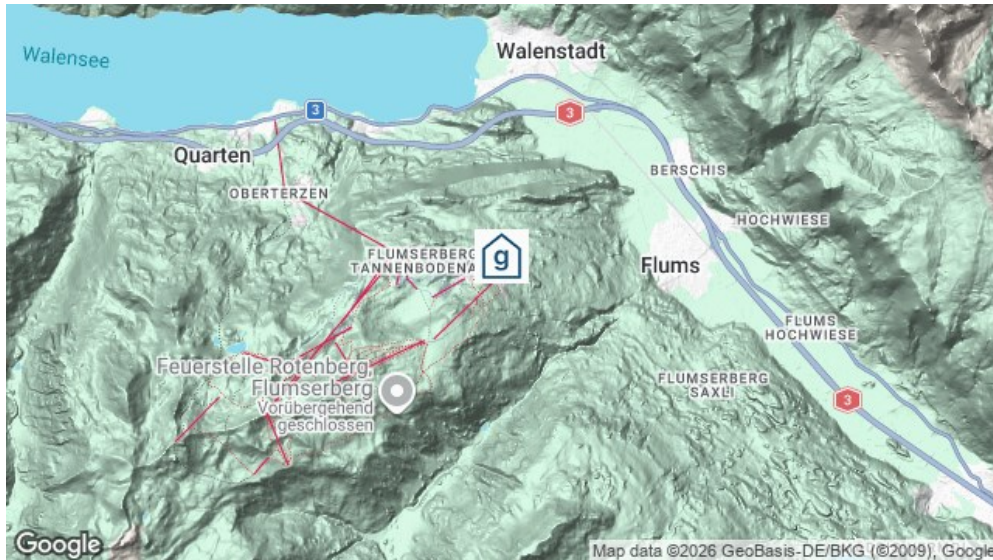 Walenstadt
Walensee
3
3
Quarten
BERSCHIS
OBERTERZEN
HOCHWIESE
FLUMSERBERG
TANNENBODENA
g
Flums
FLUMS
HOCHWIESE
Feuerstelle Rotenberg,
Flumserberg
Vorübergehend
geschlossen
FLUMSERBERG
SAXLI
3
Google
Map data ©2026 GeoBasis-DE/BKG (©2009), Google